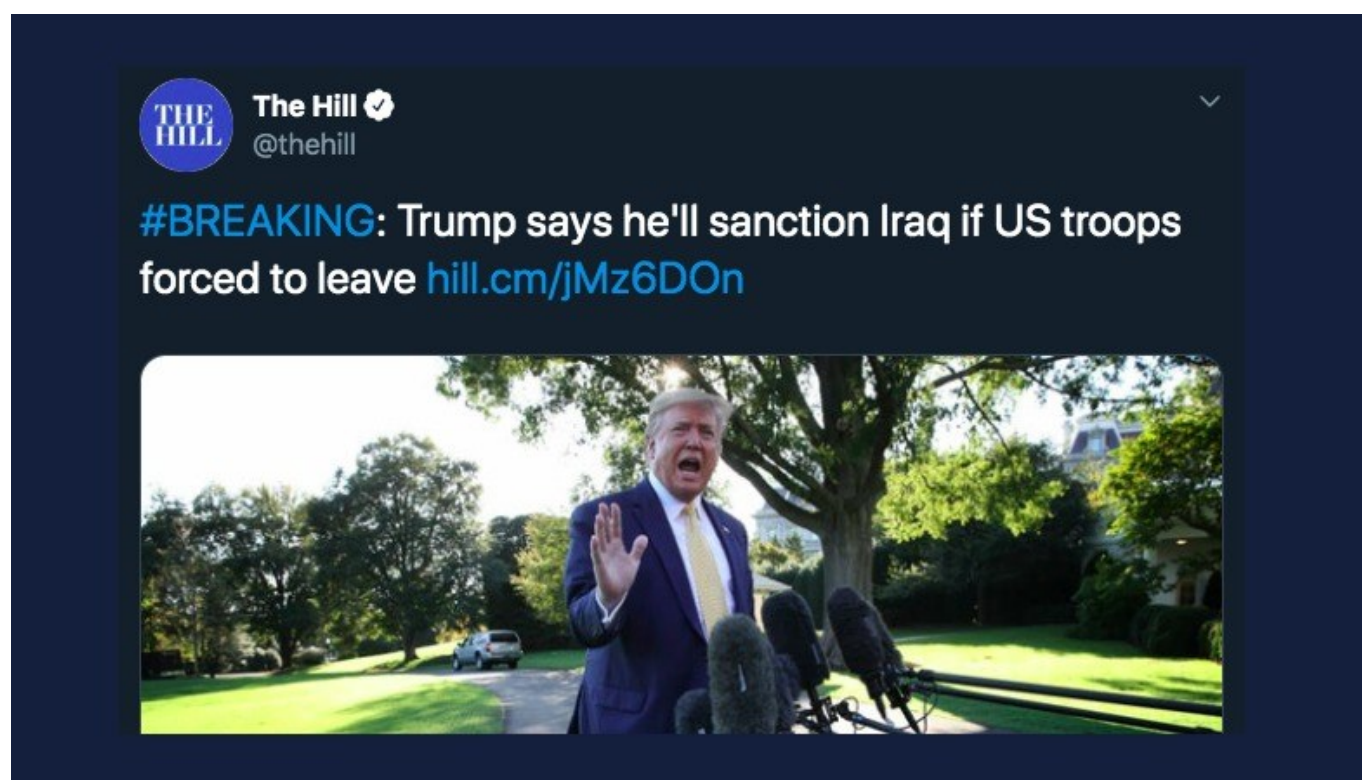 THE
HILL
The Hill
@thehill
#BREAKING: Trump says he'll sanction Iraq if US troops
forced to leave hill.cm/jMz6DOn